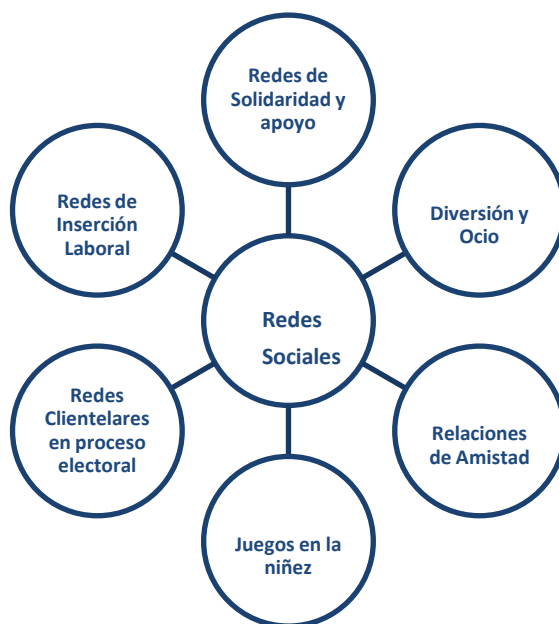 Redes de
Solidaridad y
apoyo
Redes de
Inserción
Laboral
Diversión y
Ocio
Redes
Sociales
Redes
Clientelares
en proceso
electoral
Relaciones
de Amistad
Juegos en la
niñez